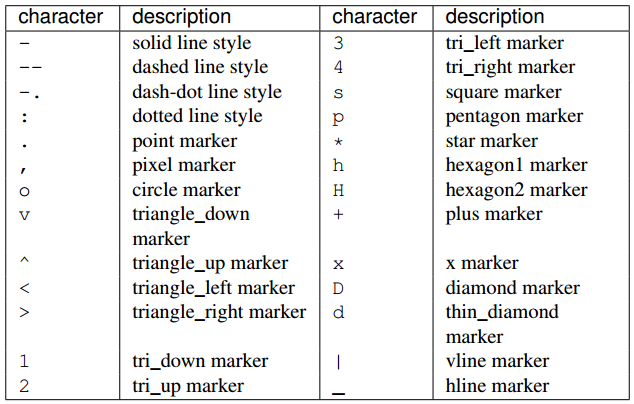 character description character description
- solid line style 3 tri_left marker
-- dashed line style 4 tri_right marker
-. dash-dot line style s square marker
: dotted line style p pentagon marker
. point marker * star marker
, pixel marker h hexagon1 marker
o circle marker H hexagon2 marker
v triangle_down + plus marker
marker
^ triangle_up marker x x marker
< triangle_left marker D diamond marker
> triangle_right marker d thin_diamond
marker
1 tri_down marker | vline marker
2 tri_up marker _ hline marker